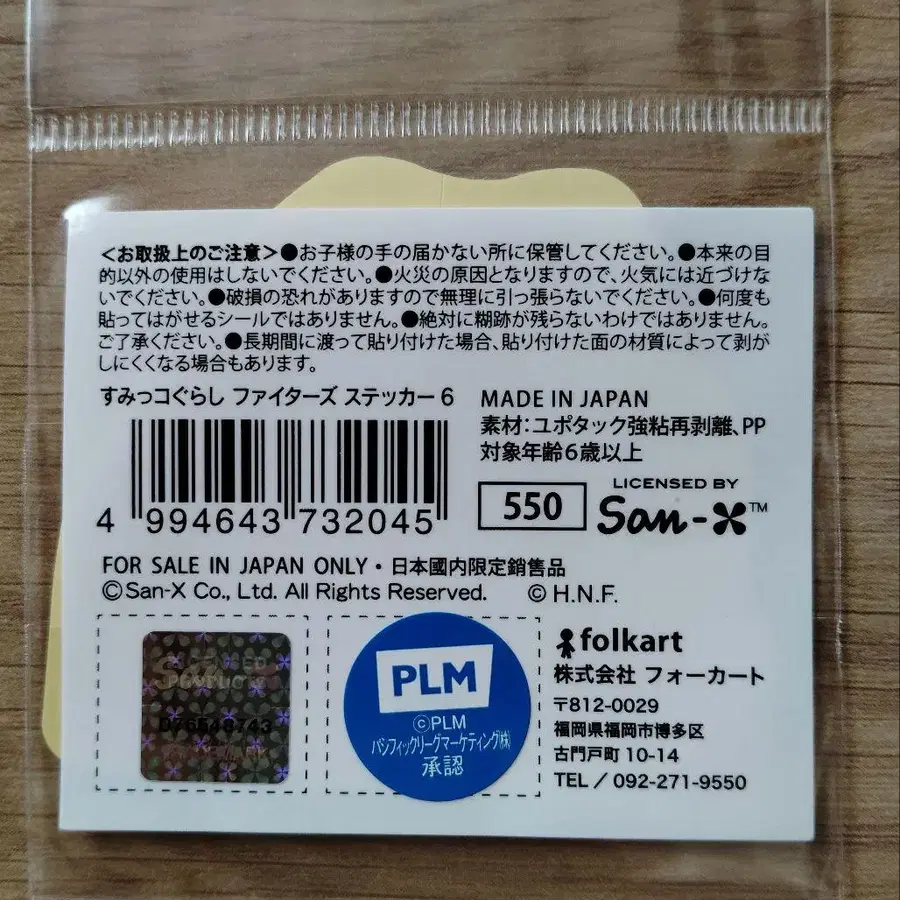 <お取扱上のご注意>●お子様の手の届かない所に保管してください。●本来の目
的以外の使用はしないでください。●火災の原因となりますので、火気には近づけな
いでください。●破損の恐れがありますので無理に引っ張らないでください。●何度も
貼ってはがせるシールではありません。●絶対に糊跡が残らないわけではありません。
ご了承ください。●長期間に渡って貼り付けた場合、貼り付けた面の材質によって剥が
しにくくなる場合もあります。
すみっコぐらし ファイターズ ステッカー6
4 994643 732045
MADE IN JAPAN
素材:ユポタック強粘再剥離、PP
対象年齢6歳以上
550
LICENSED BY
San-X™
FOR SALE IN JAPAN ONLY・日本國内限定銷售品
©San-X Co., Ltd. All Rights Reserved. © H.N.F.
PLM
©PLM
パシフィックリーグマーケティング(株)
承認
folkart
株式会社 フォーカート
〒812-0029
福岡県福岡市博多区
古門戸町 10-14
TEL / 092-271-9550